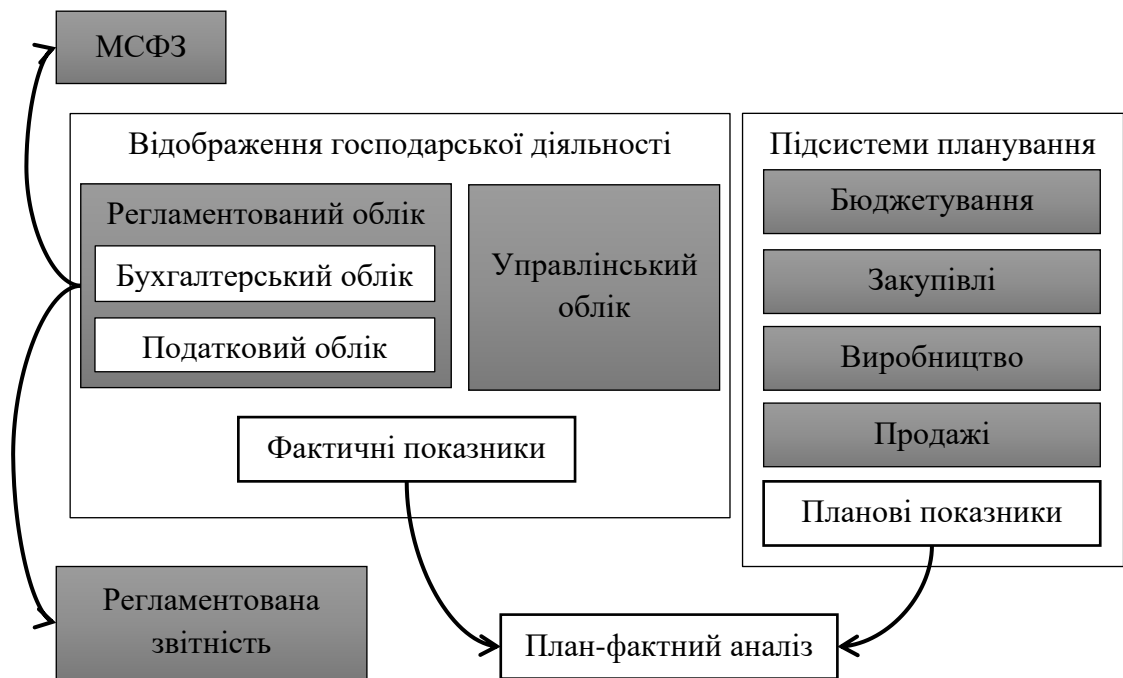 МСФЗ
Відображення господарської діяльності
Регламентований облік
Бухгалтерський облік
Податковий облік
Управлінський
облік
Фактичні показники
Підсистеми планування
Бюджетування
Закупівлі
Виробництво
Продажі
Планові показники
Регламентована
звітність
План-фактний аналіз